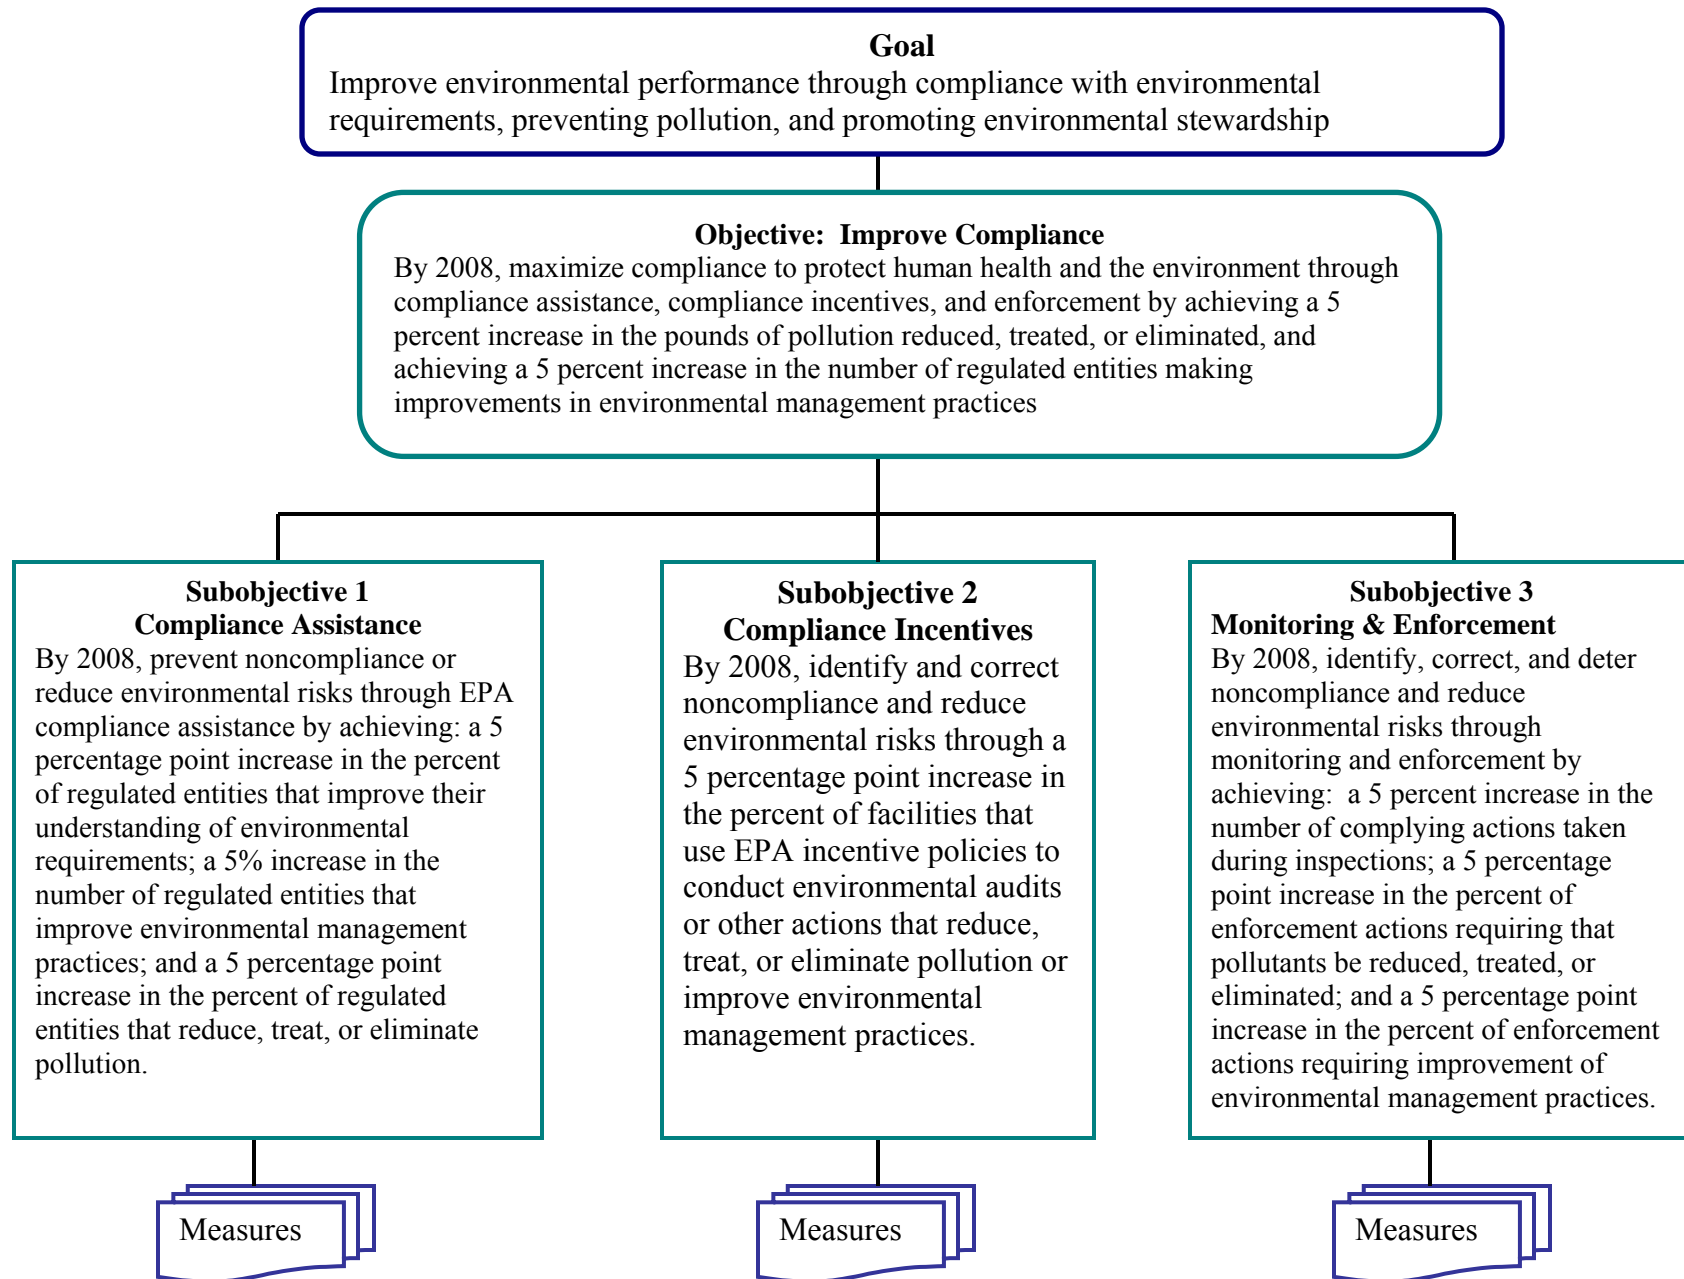 Goal
Improve environmental performance through compliance with environmental
requirements, preventing pollution, and promoting environmental stewardship
Objective:  Improve Compliance
By 2008, maximize compliance to protect human health and the environment through
compliance assistance, compliance incentives, and enforcement by achieving a 5
percent increase in the pounds of pollution reduced, treated, or eliminated, and
achieving a 5 percent increase in the number of regulated entities making
improvements in environmental management practices
Subobjective 1
Compliance Assistance
By 2008, prevent noncompliance or
reduce environmental risks through EPA
compliance assistance by achieving: a 5
percentage point increase in the percent
of regulated entities that improve their
understanding of environmental
requirements; a 5% increase in the
number of regulated entities that
improve environmental management
practices; and a 5 percentage point
increase in the percent of regulated
entities that reduce, treat, or eliminate
pollution.
Measures
Subobjective 2
Compliance Incentives
By 2008, identify and correct
noncompliance and reduce
environmental risks through a
5 percentage point increase in
the percent of facilities that
use EPA incentive policies to
conduct environmental audits
or other actions that reduce,
treat, or eliminate pollution or
improve environmental
management practices.
Measures
Subobjective 3
Monitoring & Enforcement
By 2008, identify, correct, and deter
noncompliance and reduce
environmental risks through
monitoring and enforcement by
achieving:  a 5 percent increase in the
number of complying actions taken
during inspections; a 5 percentage
point increase in the percent of
enforcement actions requiring that
pollutants be reduced, treated, or
eliminated; and a 5 percentage point
increase in the percent of enforcement
actions requiring improvement of
environmental management practices.
Measures